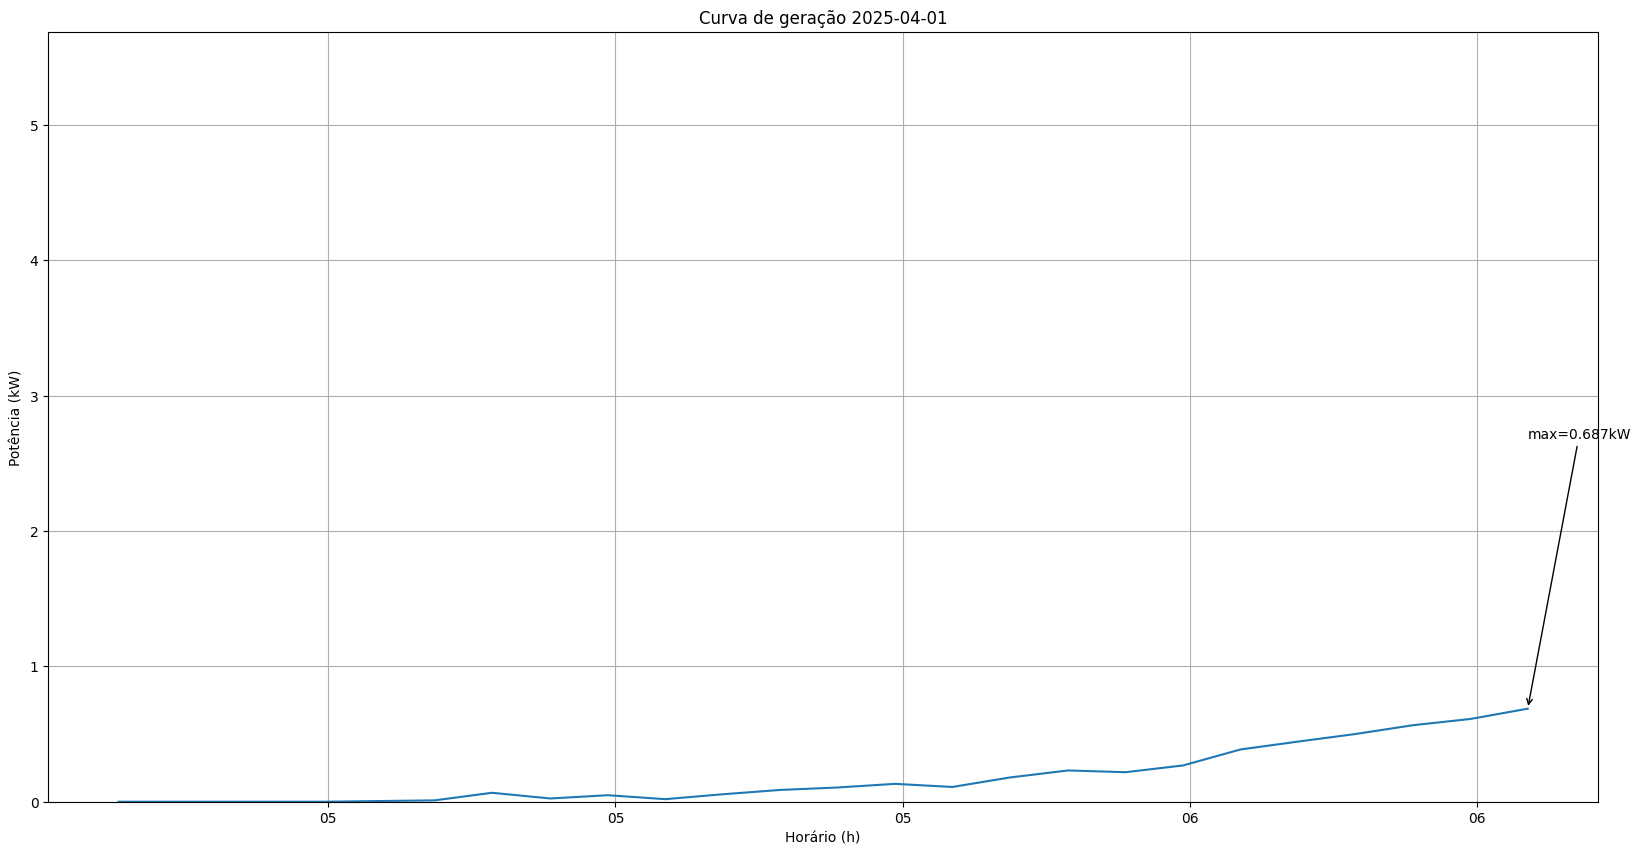 Curva de geração 2025-04-01
5
4
3
2
1
0
Potência (kW)
max=0.687kW
05 05 05 06 06
Horário (h)